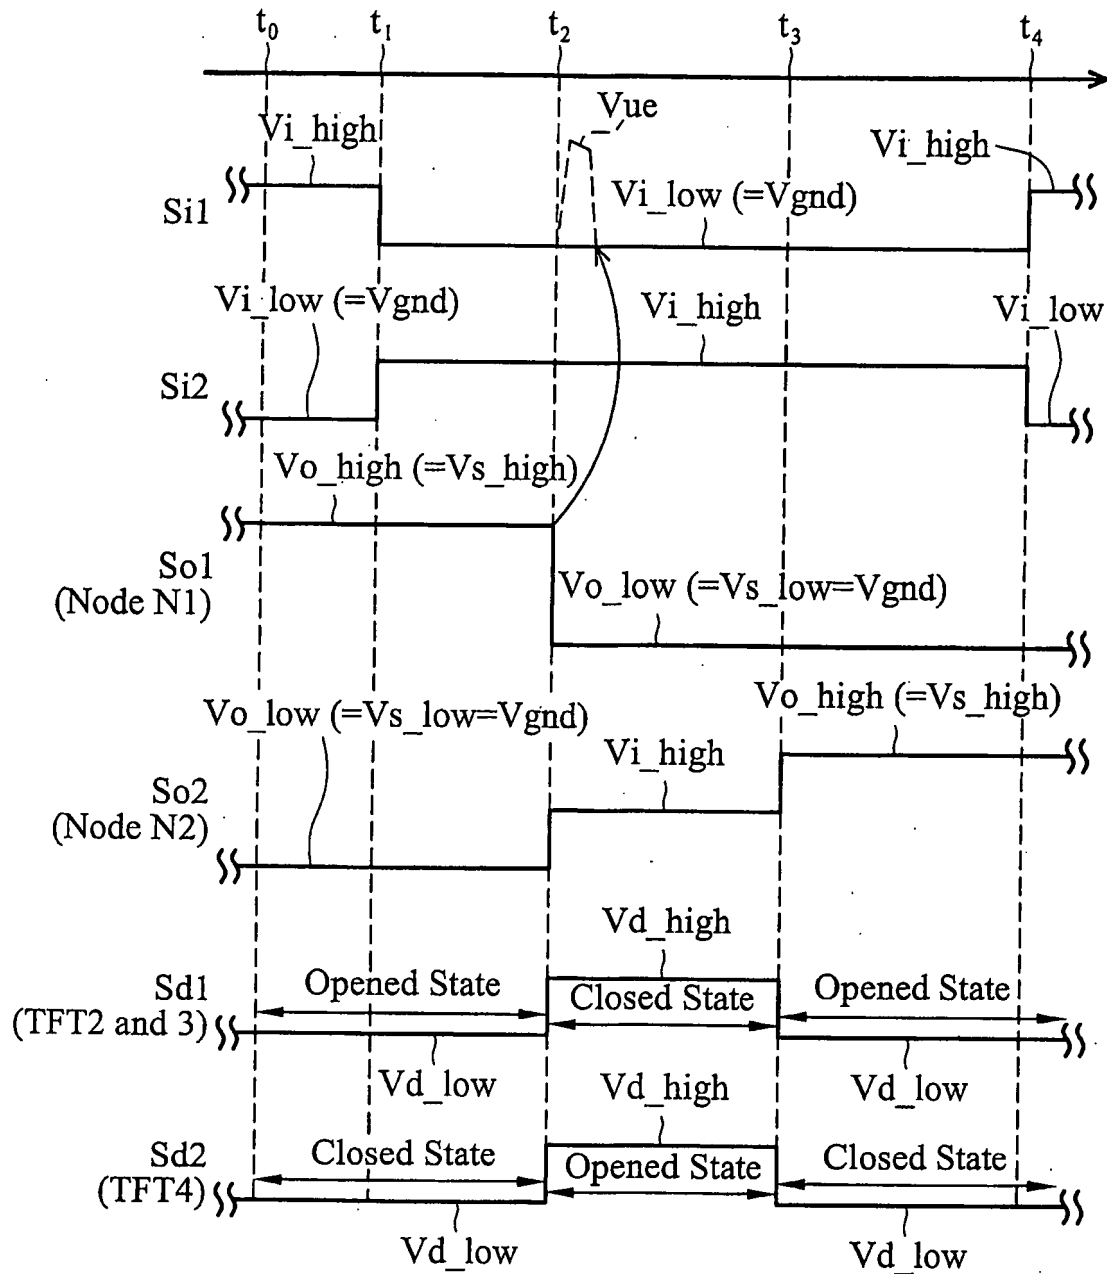 t0 t1 t2 t3 t4
Vue
Vi_high
Vi_high
Si1
Vi_low (=Vgnd)
Vi_low (=Vgnd)
Vi_high
Vi_low
Si2
Vo_high (=Vs_high)
So1
(Node N1)
Vo_low (=Vs_low=Vgnd)
Vo_low (=Vs_low=Vgnd)
Vo_high (=Vs_high)
Vi_high
So2
(Node N2)
Vd_high
Sd1
(TFT2 and 3)
Opened State
Closed State
Opened State
Vd_low
Vd_low
Vd_high
Sd2
(TFT4)
Closed State
Opened State
Closed State
Vd_low
Vd_low